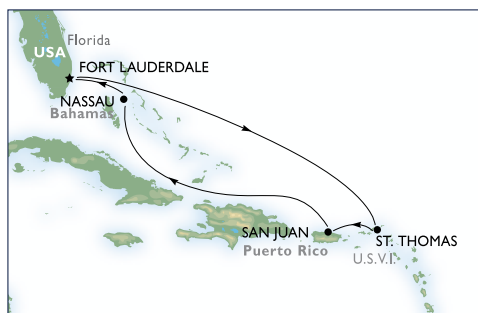 Florida
USA
FORT LAUDERDALE
NASSAU
Bahamas
SAN JUAN
Puerto Rico
ST. THOMAS
U.S.V.I.